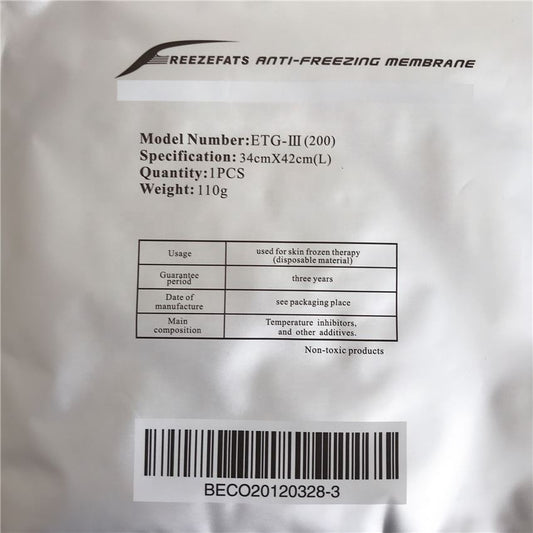 FREEZEFATS ANTI-FREEZING MEMBRANE
Model Number:ETG-Ⅲ(200)
Specification: 34cmX42cm(L)
Quantity:1PCS
Weight: 110g
Usage
used for skin frozen therapy
(disposable material)
Guarantee
period
three years
Date of
manufacture
see packaging place
Main
composition
Temperature inhibitors,
and other additives.
Non-toxic products
BECO20120328-3